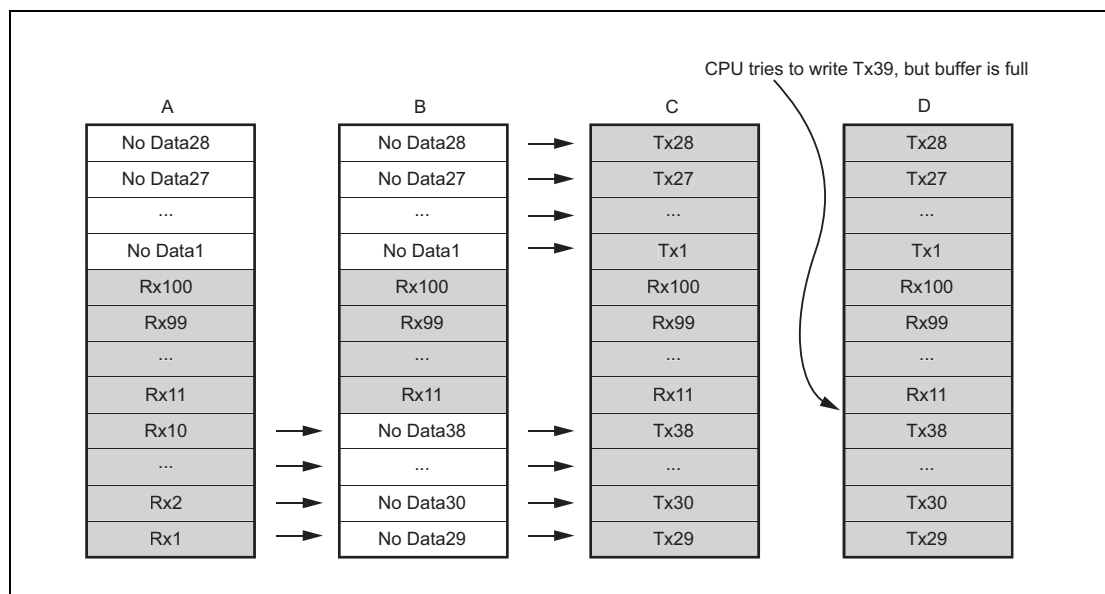 CPU tries to write Tx39, but buffer is full
A B C D
No Data28 No Data28 Tx28 Tx28
No Data27 No Data27 Tx27 Tx27
... ... ... ...
No Data1 No Data1 Tx1 Tx1
Rx100 Rx100 Rx100 Rx100
Rx99 Rx99 Rx99 Rx99
... ... ... ...
Rx11 Rx11 Rx11 Rx11
Rx10 No Data38 Tx38 Tx38
... ... ... ...
Rx2 No Data30 Tx30 Tx30
Rx1 No Data29 Tx29 Tx29